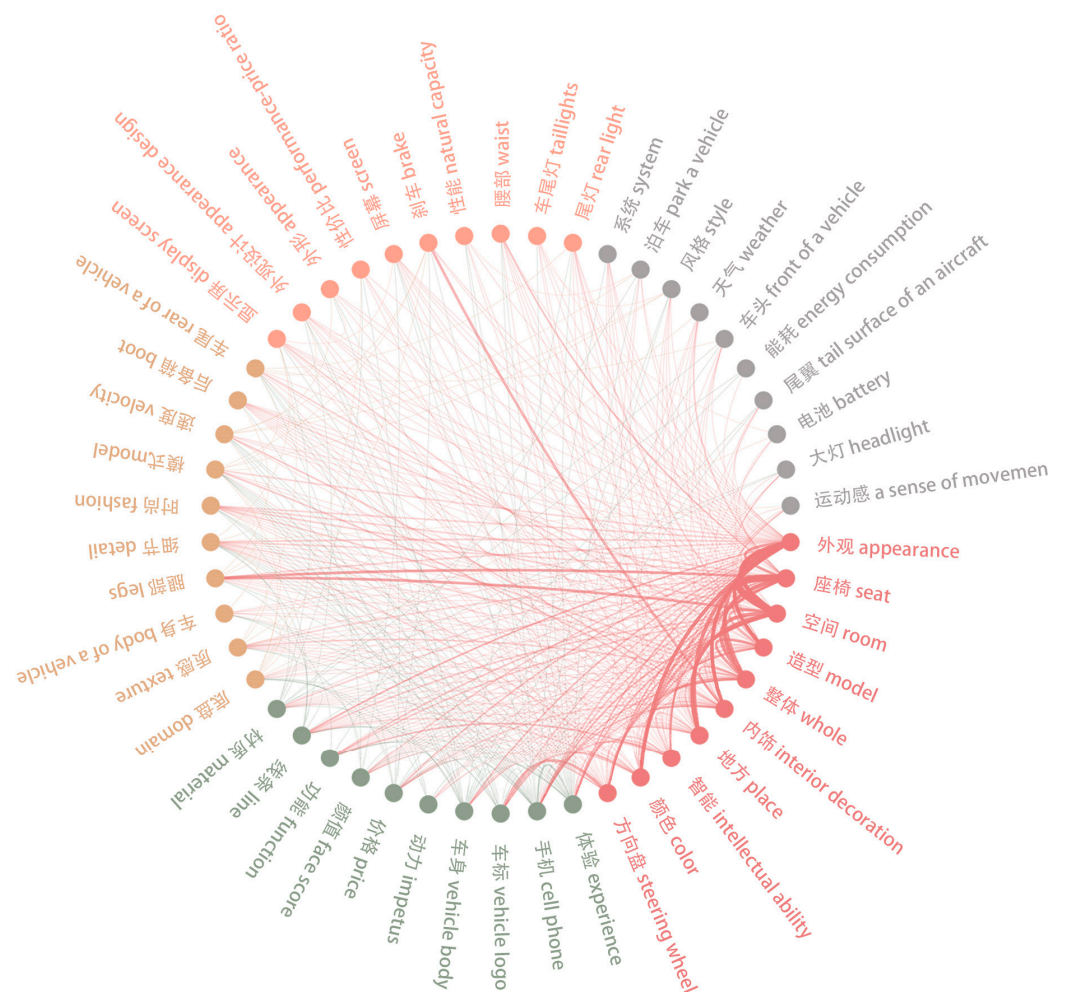 性价比 performance-price ratio
屏幕 screen
刹车 brake
性能 natural capacity
腰部 waist
车尾灯 taillights
尾灯 rear light
系统 system
泊车 park a vehicle
风格 style
天气 weather
车头 front of a vehicle
能耗 energy consumption
尾翼 tail surface of an aircraft
电池 battery
大灯 headlight
运动感 a sense of movemen
外观 appearance
座椅 seat
空间 room
造型 model
整体 whole
内饰 interior decoration
地方 place
智能 intellectual ability
颜色 color
方向盘 steering wheel
体验 experience
手机 cell phone
车标 vehicle logo
车身 vehicle body
动力 impetus
价格 price
颜值 face score
功能 function
线条 line
材质 material
底盘 domain
质感 texture
车身 body of a vehicle
腿部 legs
细节 detail
时尚 fashion
模式model
速度 velocity
后备箱 boot
车尾 rear of a vehicle
显示屏 display screen
外观设计 appearance design
外形 appearance